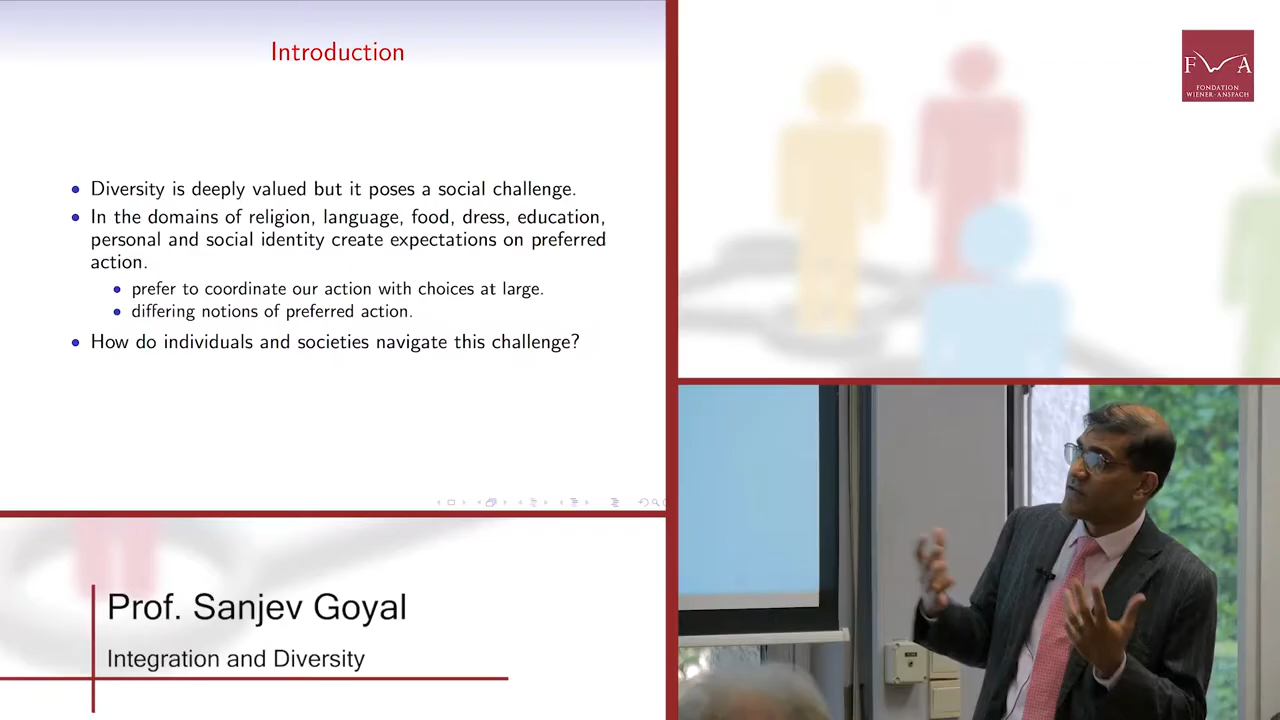 Introduction
• Diversity is deeply valued but it poses a social challenge.
• In the domains of religion, language, food, dress, education,
personal and social identity create expectations on preferred
action.
• prefer to coordinate our action with choices at large.
• differing notions of preferred action.
• How do individuals and societies navigate this challenge?
F W A
FONDATION
WIENER-ANSPACH
Prof. Sanjev Goyal
Integration and Diversity